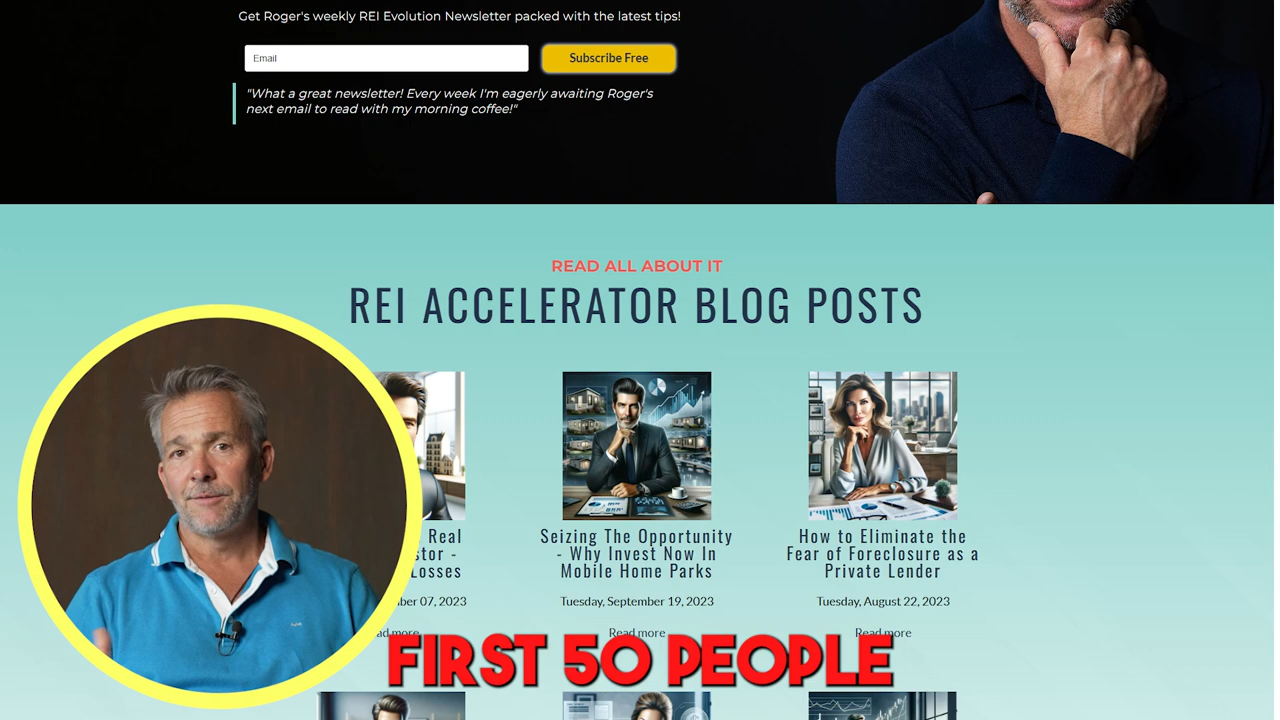 Get Roger's weekly REI Evolution Newsletter packed with the latest tips!
Email
Subscribe Free
"What a great newsletter! Every week I'm eagerly awaiting Roger's
next email to read with my morning coffee!"
READ ALL ABOUT IT
REI ACCELERATOR BLOG POSTS
Real
Losses
07, 2023
Seizing The Opportunity
- Why Invest Now In
Mobile Home Parks
Tuesday, September 19, 2023
Read more
How to Eliminate the
Fear of Foreclosure as a
Private Lender
Tuesday, August 22, 2023
Read more
FIRST 50 PEOPLE